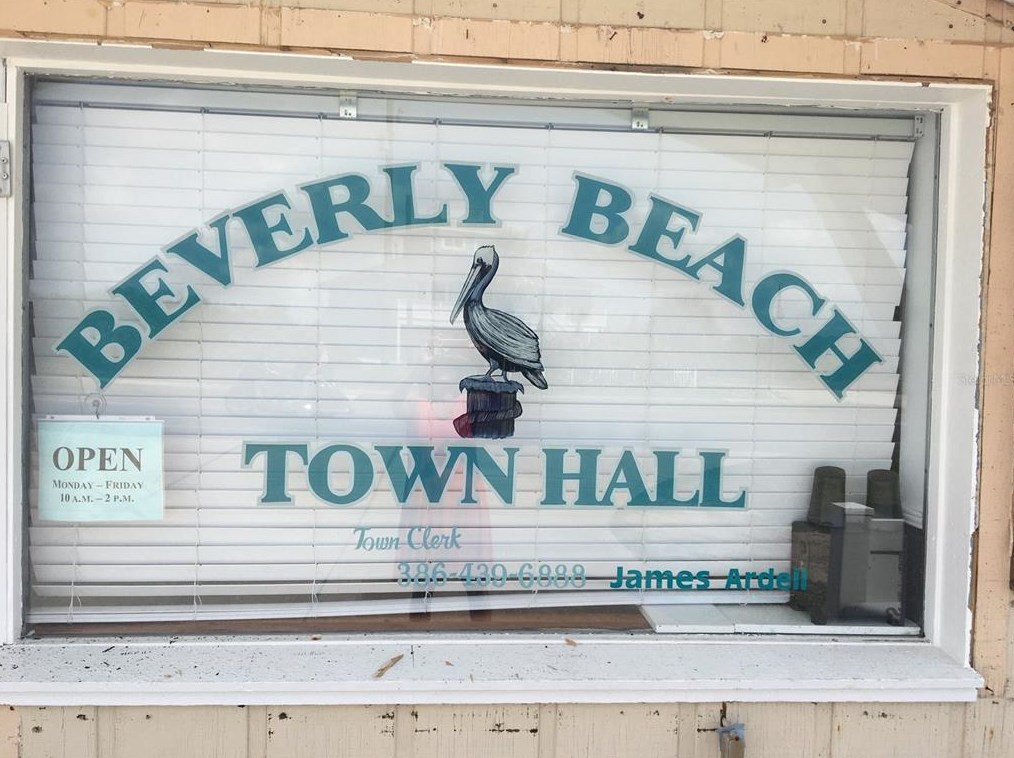 BEVERLY BEACH
TOWN HALL
OPEN
MONDAY – FRIDAY
10 A.M. – 2 P.M.
Town Clerk
386-439-6888 James Ardell